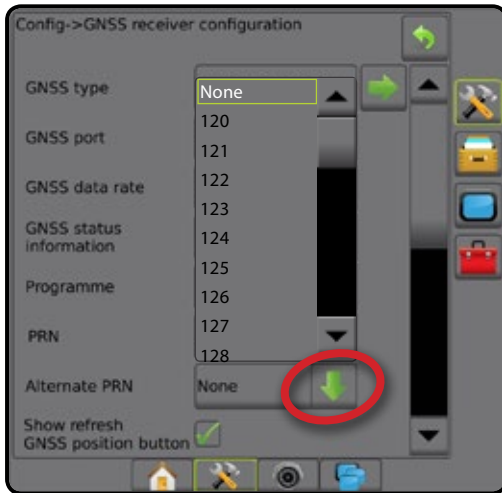 Config->GNSS receiver configuration
GNSS type
None
120
GNSS port
121
122
GNSS data rate
123
GNSS status
information
124
125
Programme
126
127
PRN
128
Alternate PRN
None
Show refresh
GNSS position button